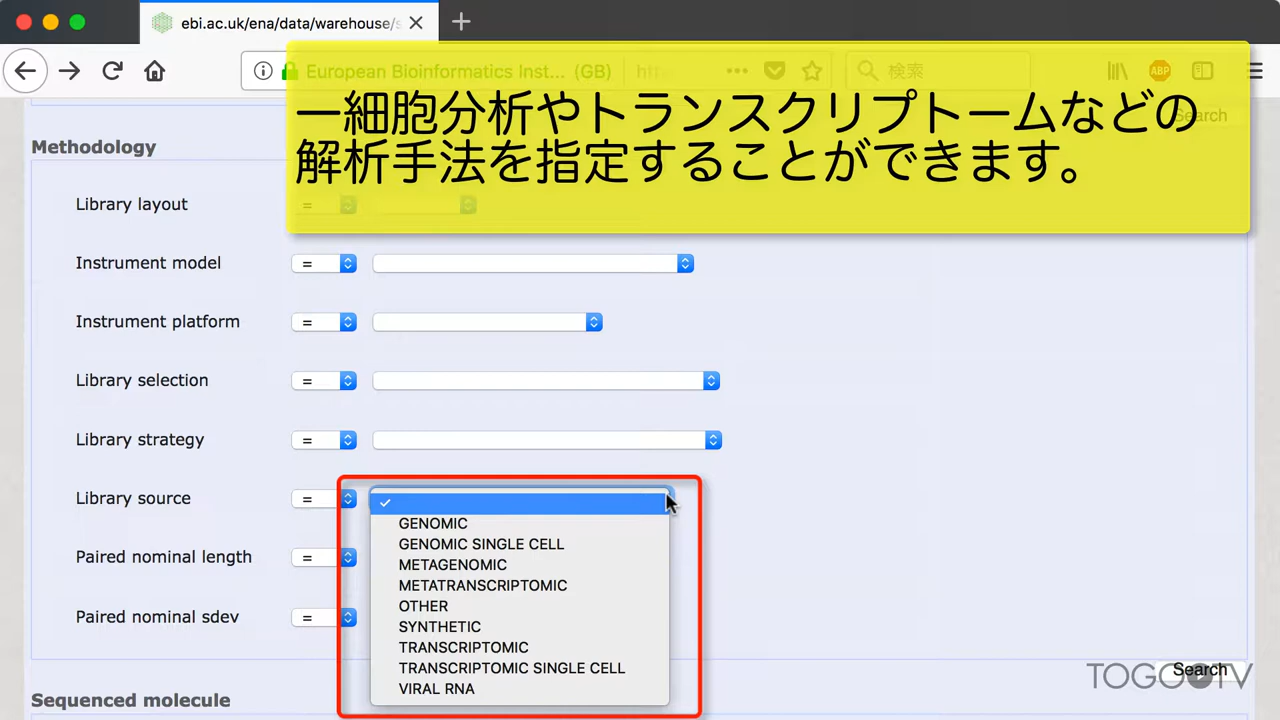 ebi.ac.uk/ena/data/warehouse/s
European Bioinformatics Inst... (GB)
検索
ABP
一細胞分析やトランスクリプトームなどの
解析手法を指定することができます。
Search
Methodology
Library layout =
Instrument model =
Instrument platform =
Library selection =
Library strategy =
Library source =
GENOMIC
GENOMIC SINGLE CELL
Paired nominal length =
METAGENOMIC
METATRANSCRIPTOMIC
OTHER
Paired nominal sdev =
SYNTHETIC
TRANSCRIPTOMIC
TRANSCRIPTOMIC SINGLE CELL
VIRAL RNA
Search
TOGO TV
Sequenced molecule